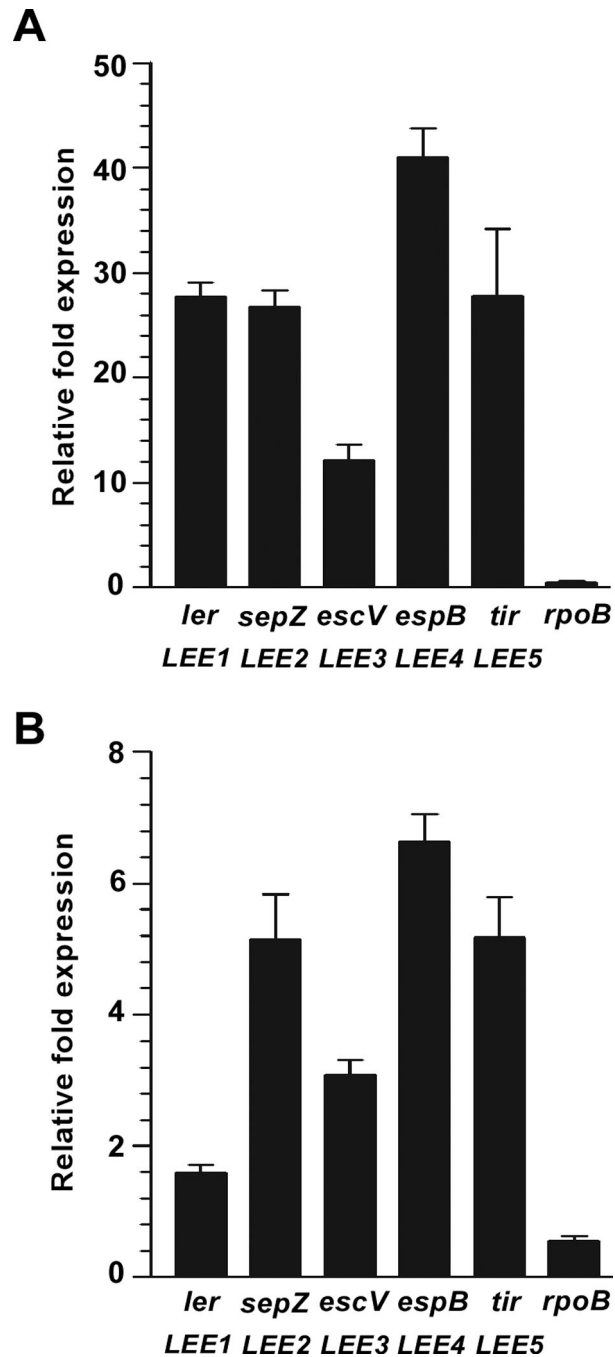 A
Relative fold expression
50
40
30
20
10
0
ler sepZ escV espB tir rpoB
LEE1 LEE2 LEE3 LEE4 LEE5
B
Relative fold expression
8
6
4
2
0
ler sepZ escV espB tir rpoB
LEE1 LEE2 LEE3 LEE4 LEE5